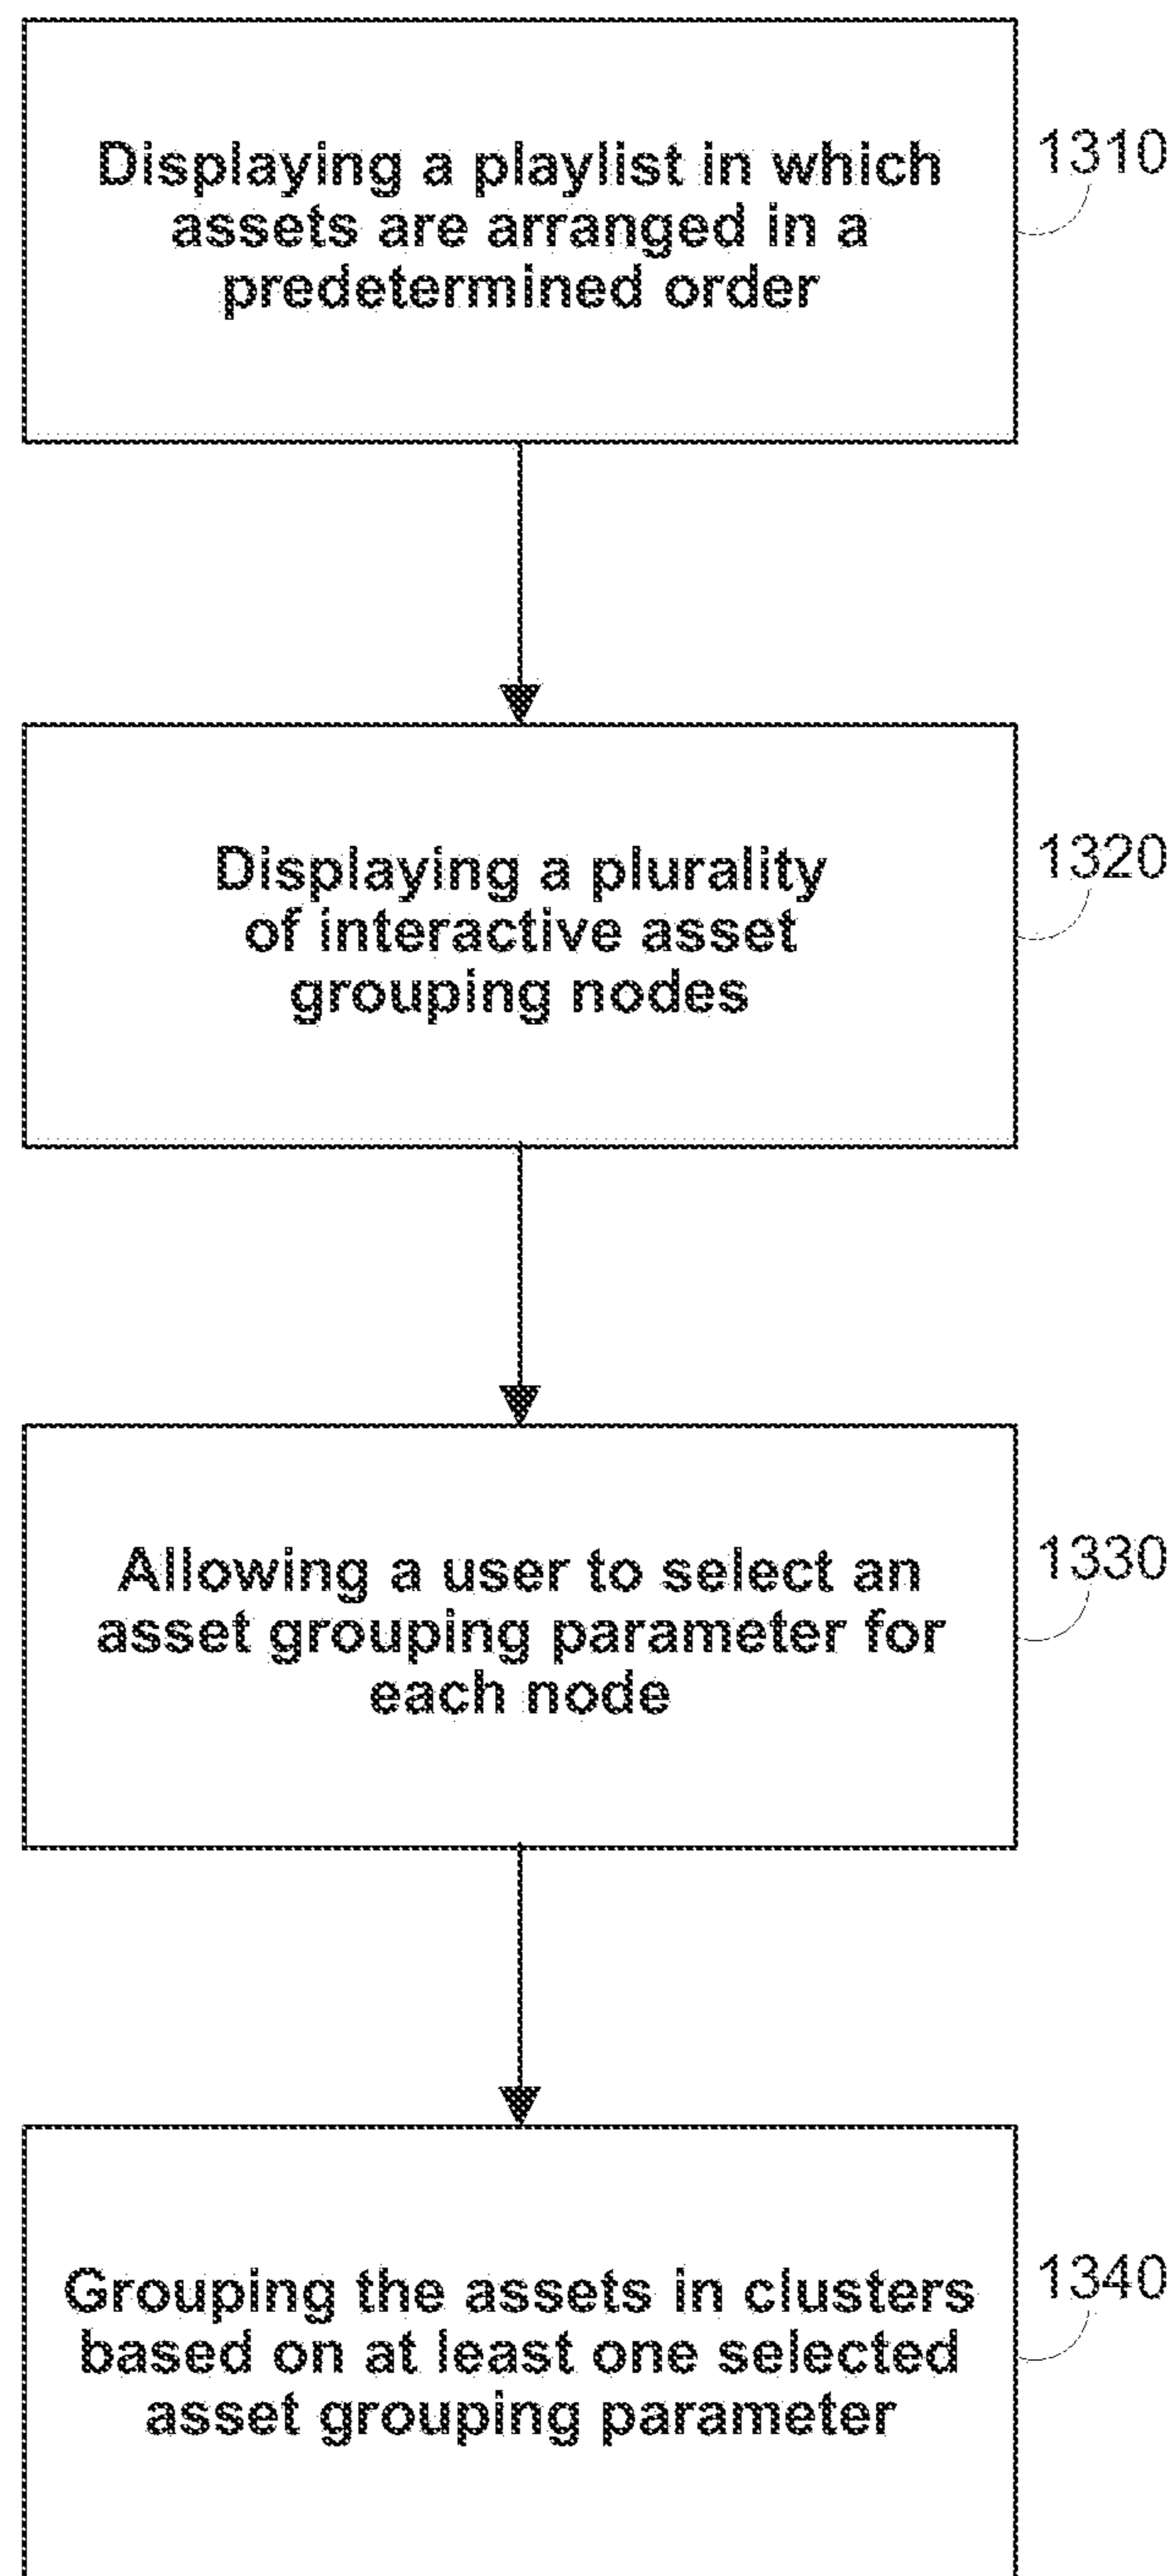 Displaying a playlist in which
assets are arranged in a
predetermined order
1310
Displaying a plurality
of interactive asset
grouping nodes
1320
Allowing a user to select an
asset grouping parameter for
each node
1330
Grouping the assets in clusters
based on at least one selected
asset grouping parameter
1340